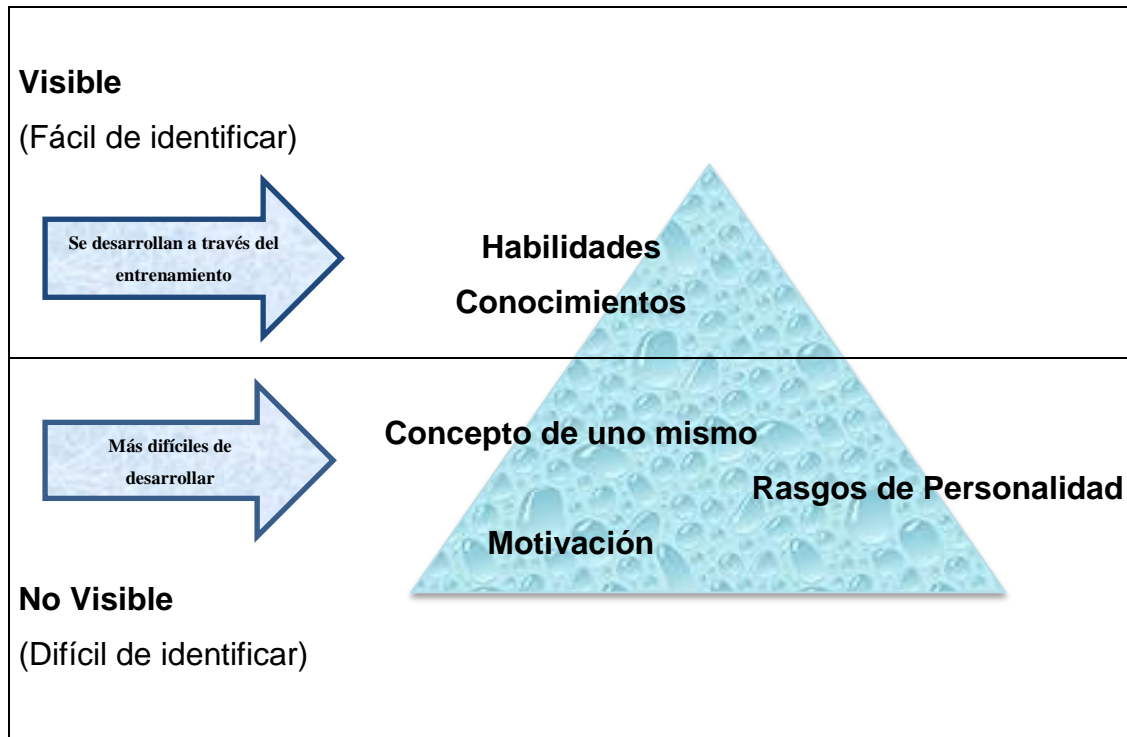 Visible
(Fácil de identificar)
Se desarrollan a través del
entrenamiento
Habilidades
Conocimientos
Más difíciles de
desarrollar
Concepto de uno mismo
Rasgos de Personalidad
Motivación
No Visible
(Difícil de identificar)